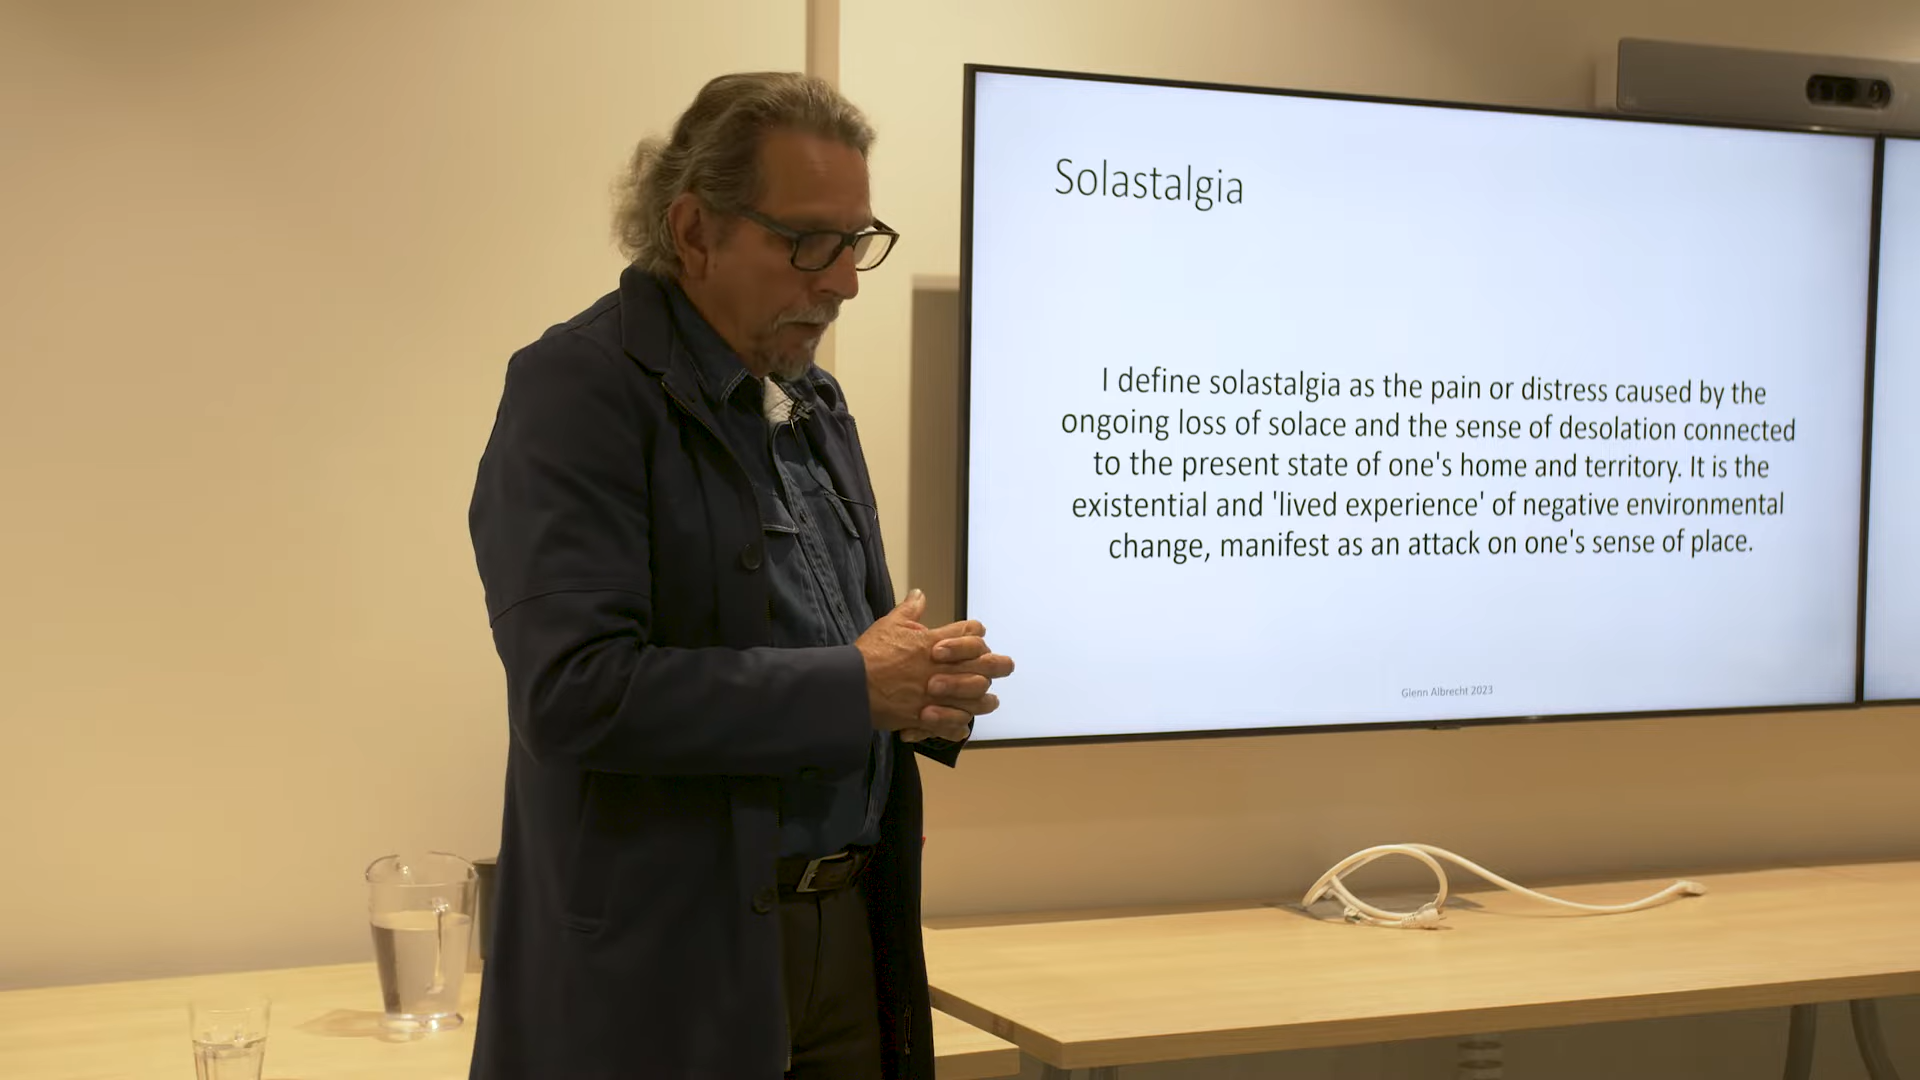 Solastalgia
I define solastalgia as the pain or distress caused by the
ongoing loss of solace and the sense of desolation connected
to the present state of one's home and territory. It is the
existential and 'lived experience' of negative environmental
change, manifest as an attack on one's sense of place.
Glenn Albrecht 2023